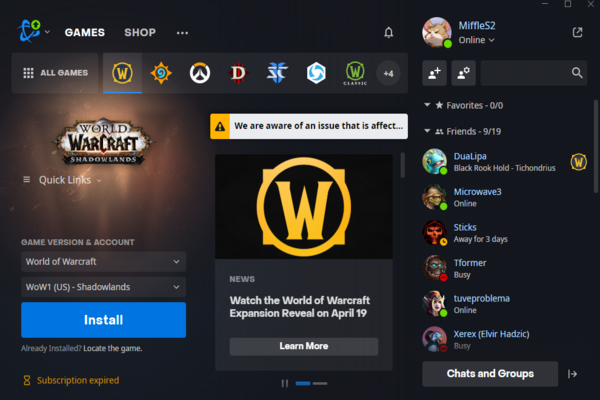 GAMES
SHOP
ALL GAMES
CLASSIC
+4
WORLD
WARCRAFT
SHADOWLANDS
Quick Links
GAME VERSION & ACCOUNT
World of Warcraft
WoW1 (US) - Shadowlands
Install
Already Installed? Locate the game.
Subscription expired
We are aware of an issue that is affect...
NEWS
Watch the World of Warcraft
Expansion Reveal on April 19
Learn More
MiffleS2
Online
Favorites - 0/0
Friends - 9/19
DuaLipa
Black Rook Hold - Tichondrius
Microwave3
Online
Sticks
Away for 3 days
Tformer
Busy
tuveproblema
Online
Xerex (Elvir Hadzic)
Busy
Chats and Groups